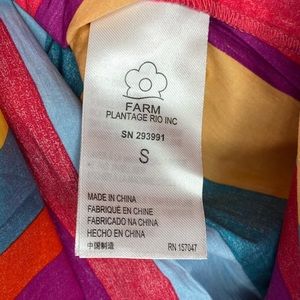 FARM
PLANTAGE RIO INC
SN 293991
S
MADE IN CHINA
FABRIQUÉ EN CHINE
FABRICADO NA CHINA
HECHO EN CHINA
中国制造
RN 157047